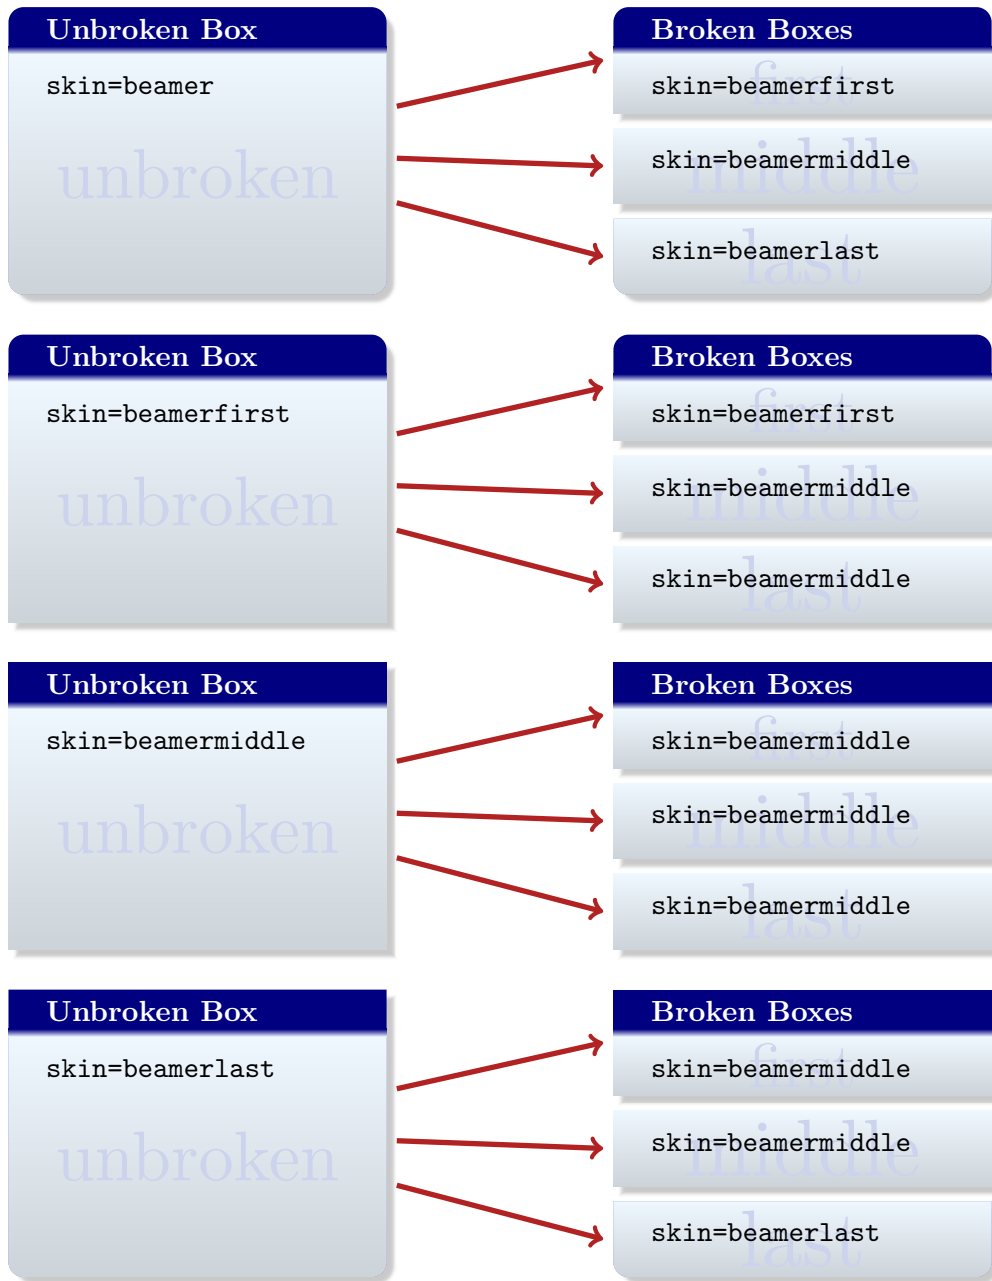 Unbroken Box
skin=beamer
unbroken
Broken Boxes
first
skin=beamerfirst
middle
skin=beamermiddle
last
skin=beamerlast
Unbroken Box
skin=beamerfirst
unbroken
Broken Boxes
first
skin=beamerfirst
middle
skin=beamermiddle
last
skin=beamermiddle
Unbroken Box
skin=beamermiddle
unbroken
Broken Boxes
first
skin=beamermiddle
middle
skin=beamermiddle
last
skin=beamermiddle
Unbroken Box
skin=beamerlast
unbroken
Broken Boxes
first
skin=beamermiddle
middle
skin=beamermiddle
last
skin=beamerlast